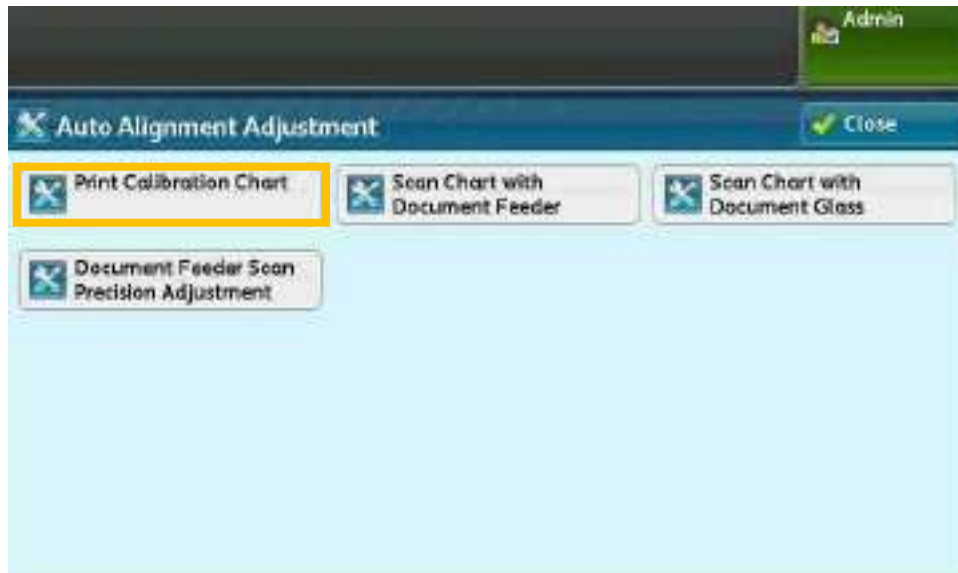 Admin
Auto Alignment Adjustment
Close
Print Calibration Chart
Scan Chart with
Document Feeder
Scan Chart with
Document Glass
Document Feeder Scan
Precision Adjustment